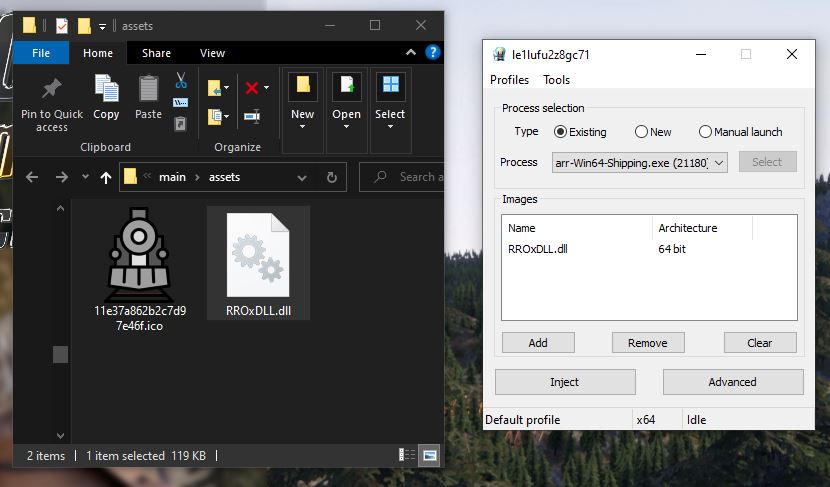 assets
File
Home
Share
View
Pin to Quick
access
Copy
Paste
New
Open
Select
Clipboard
Organize
main
assets
Search a
11e37a862b2c7d9
7e46f.ico
RROxDLL.dll
2 items
1 item selected 119 KB
le1lufu2z8gc71
Profiles Tools
Process selection
Type Existing New Manual launch
Process arr-Win64-Shipping.exe (21180) Select
Images
Name Architecture
RROxDLL.dll 64 bit
Add Remove Clear
Inject Advanced
Default profile x64 Idle